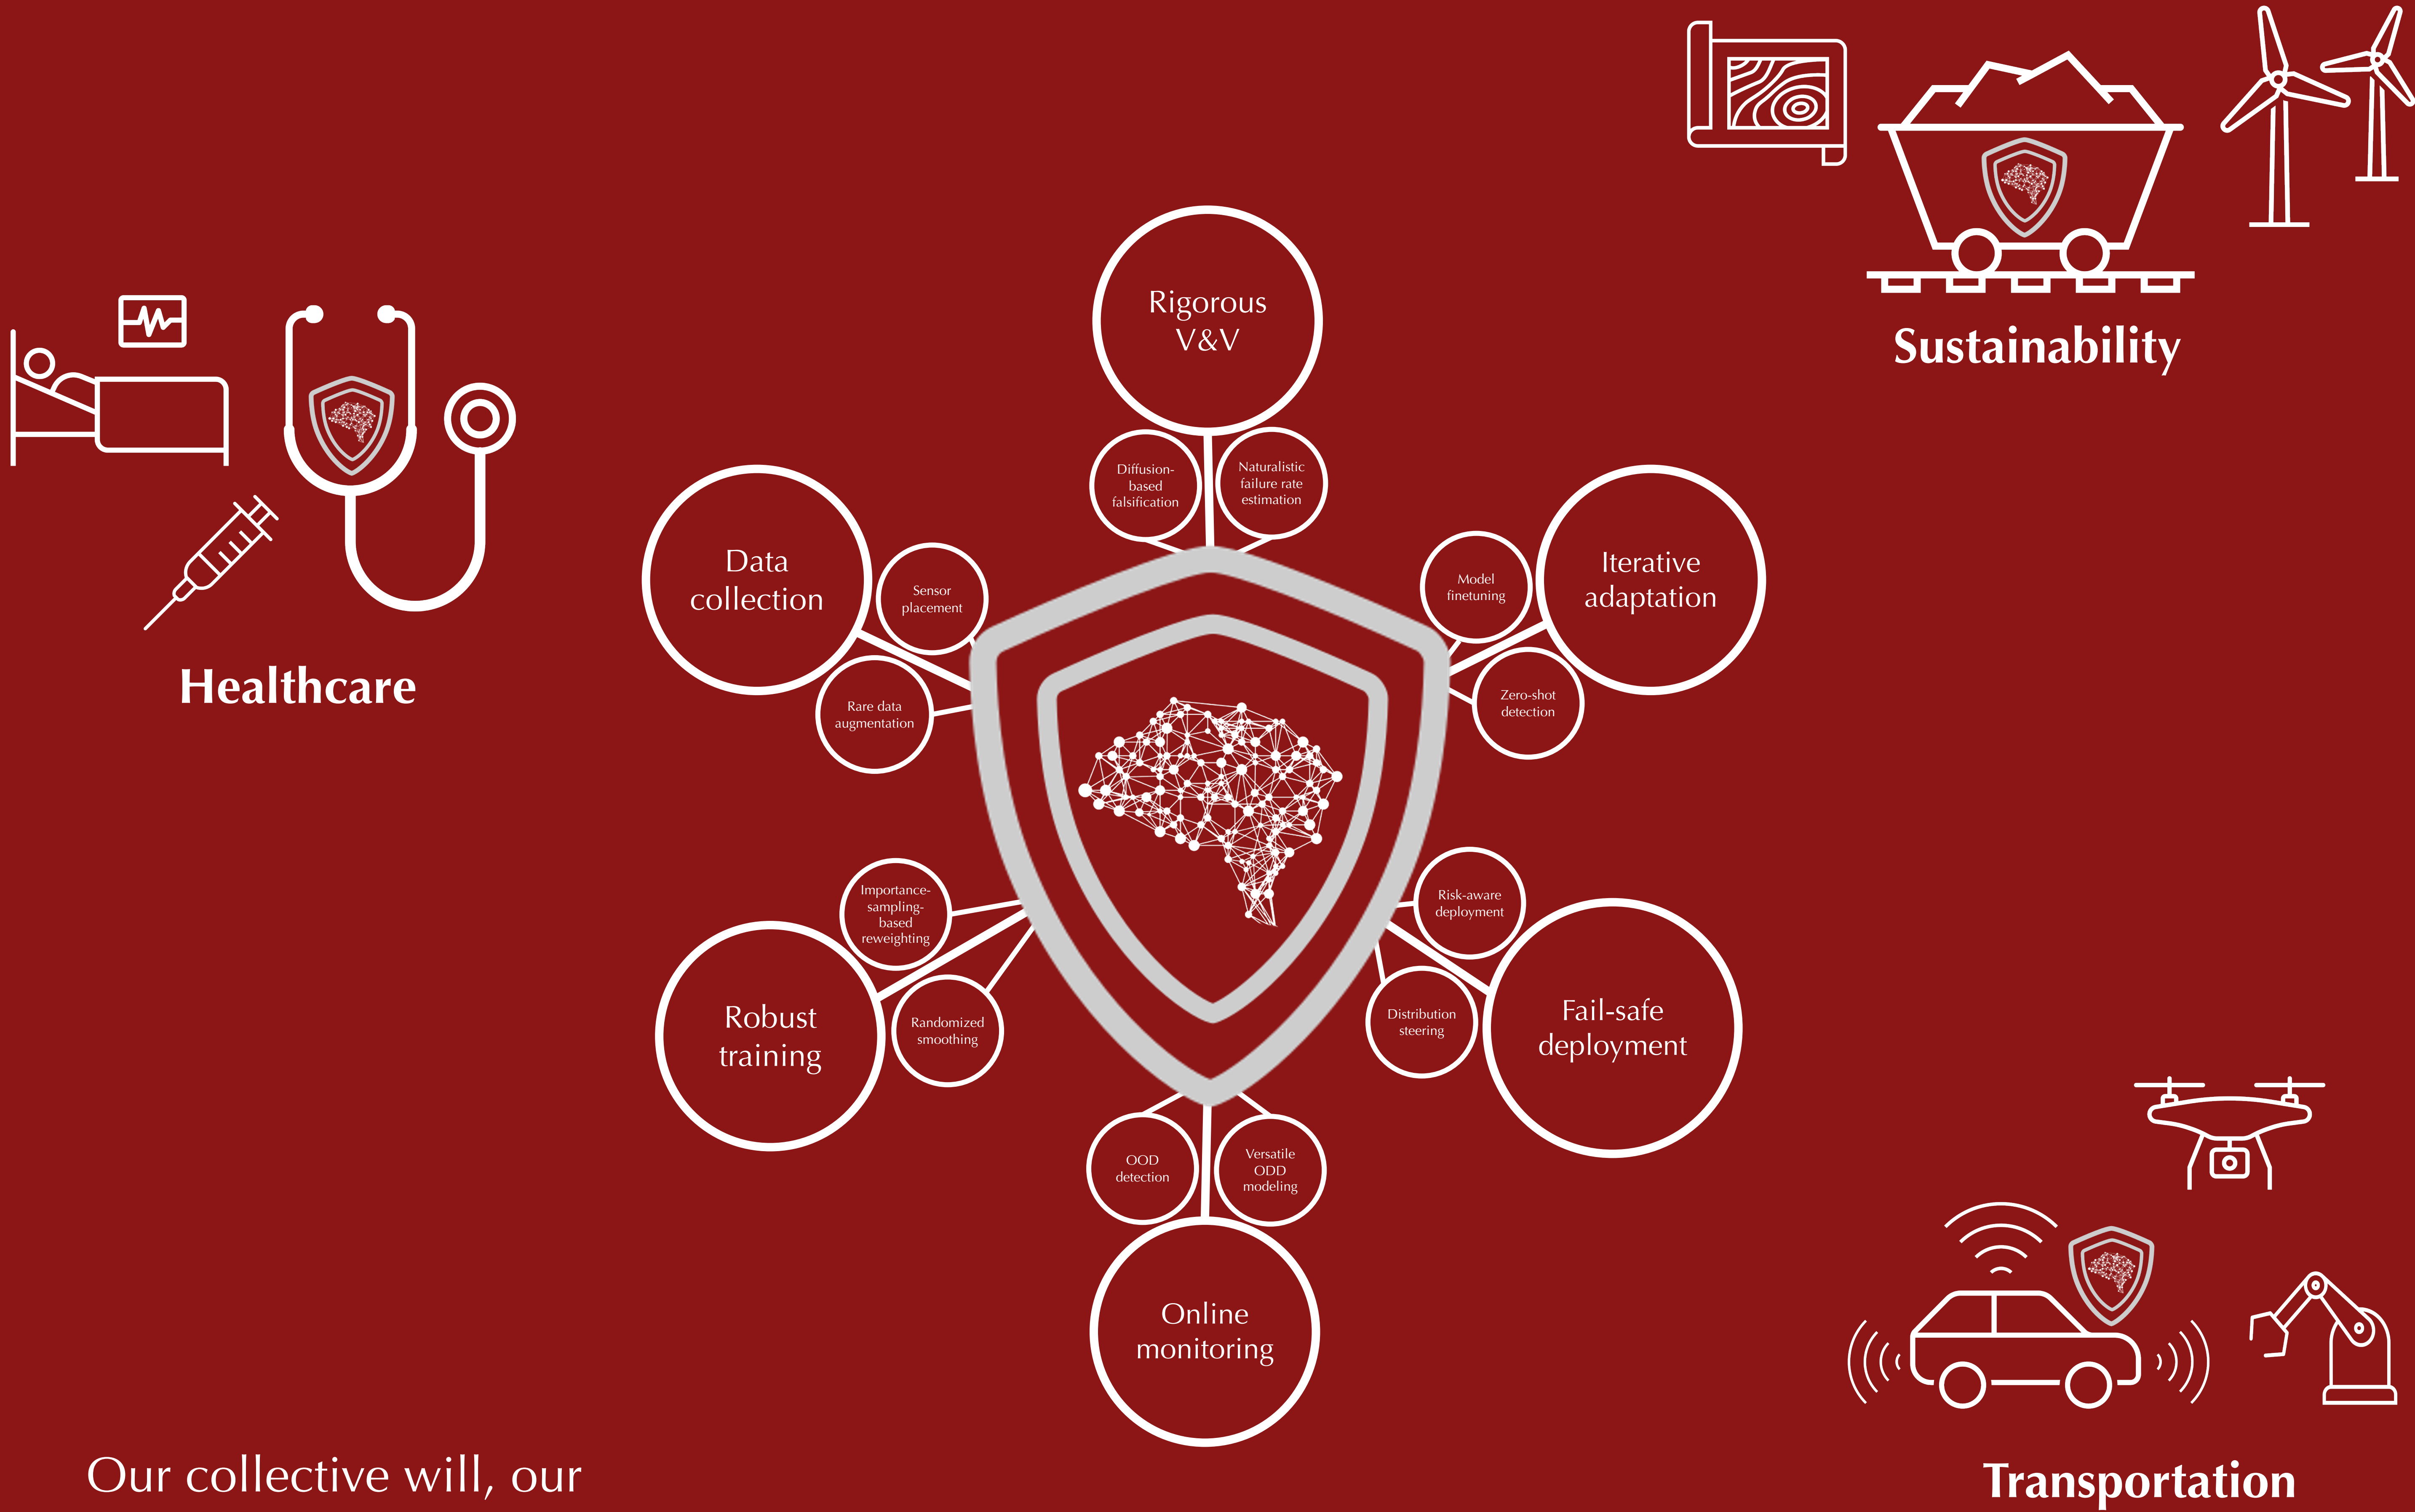 Sustainability
Rigorous
V&V
Diffusion-
based
falsification
Naturalistic
failure rate
estimation
Data
collection
Sensor
placement
Rare data
augmentation
Iterative
adaptation
Model
finetuning
Zero-shot
detection
Healthcare
Importance-
sampling-
based
reweighting
Robust
training
Randomized
smoothing
Risk-aware
deployment
Distribution
steering
Fail-safe
deployment
OOD
detection
Versatile
ODD
modeling
Online
monitoring
Our collective will, our
Transportation